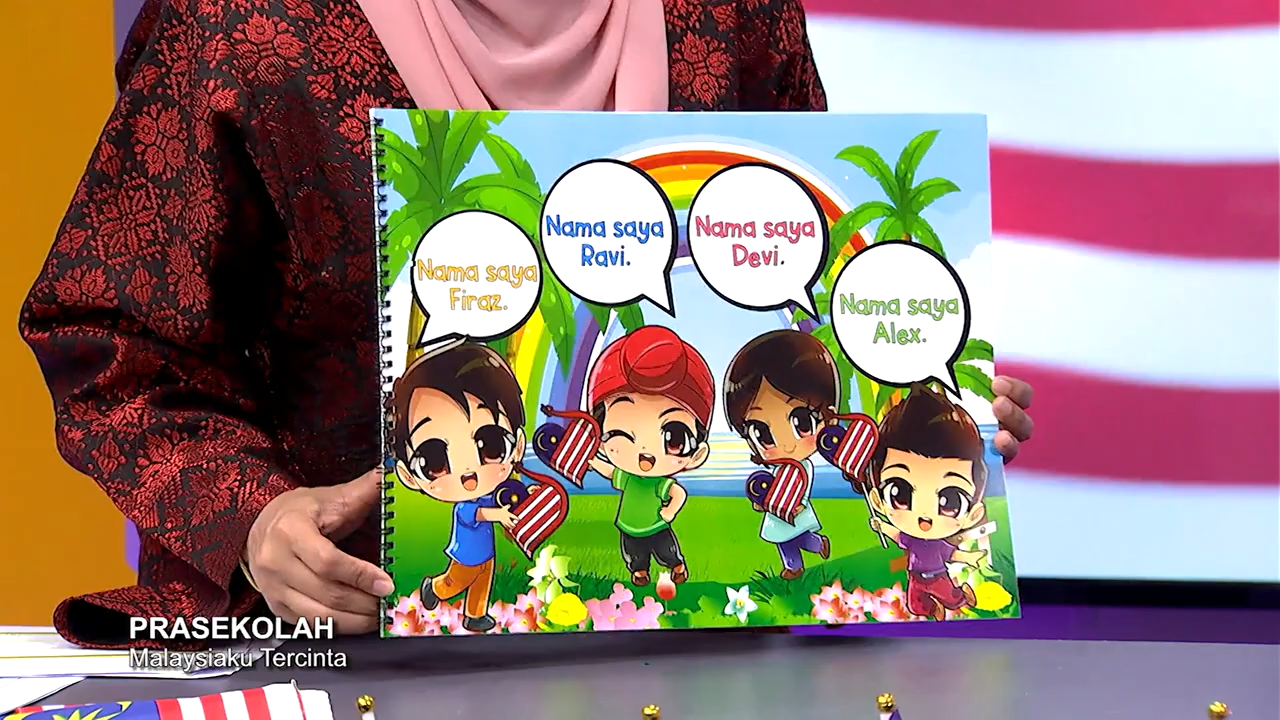 Nama saya
Firaz.
Nama saya
Ravi.
Nama saya
Devi.
Nama saya
Alex.
PRASEKOLAH
Malaysiaku Tercinta